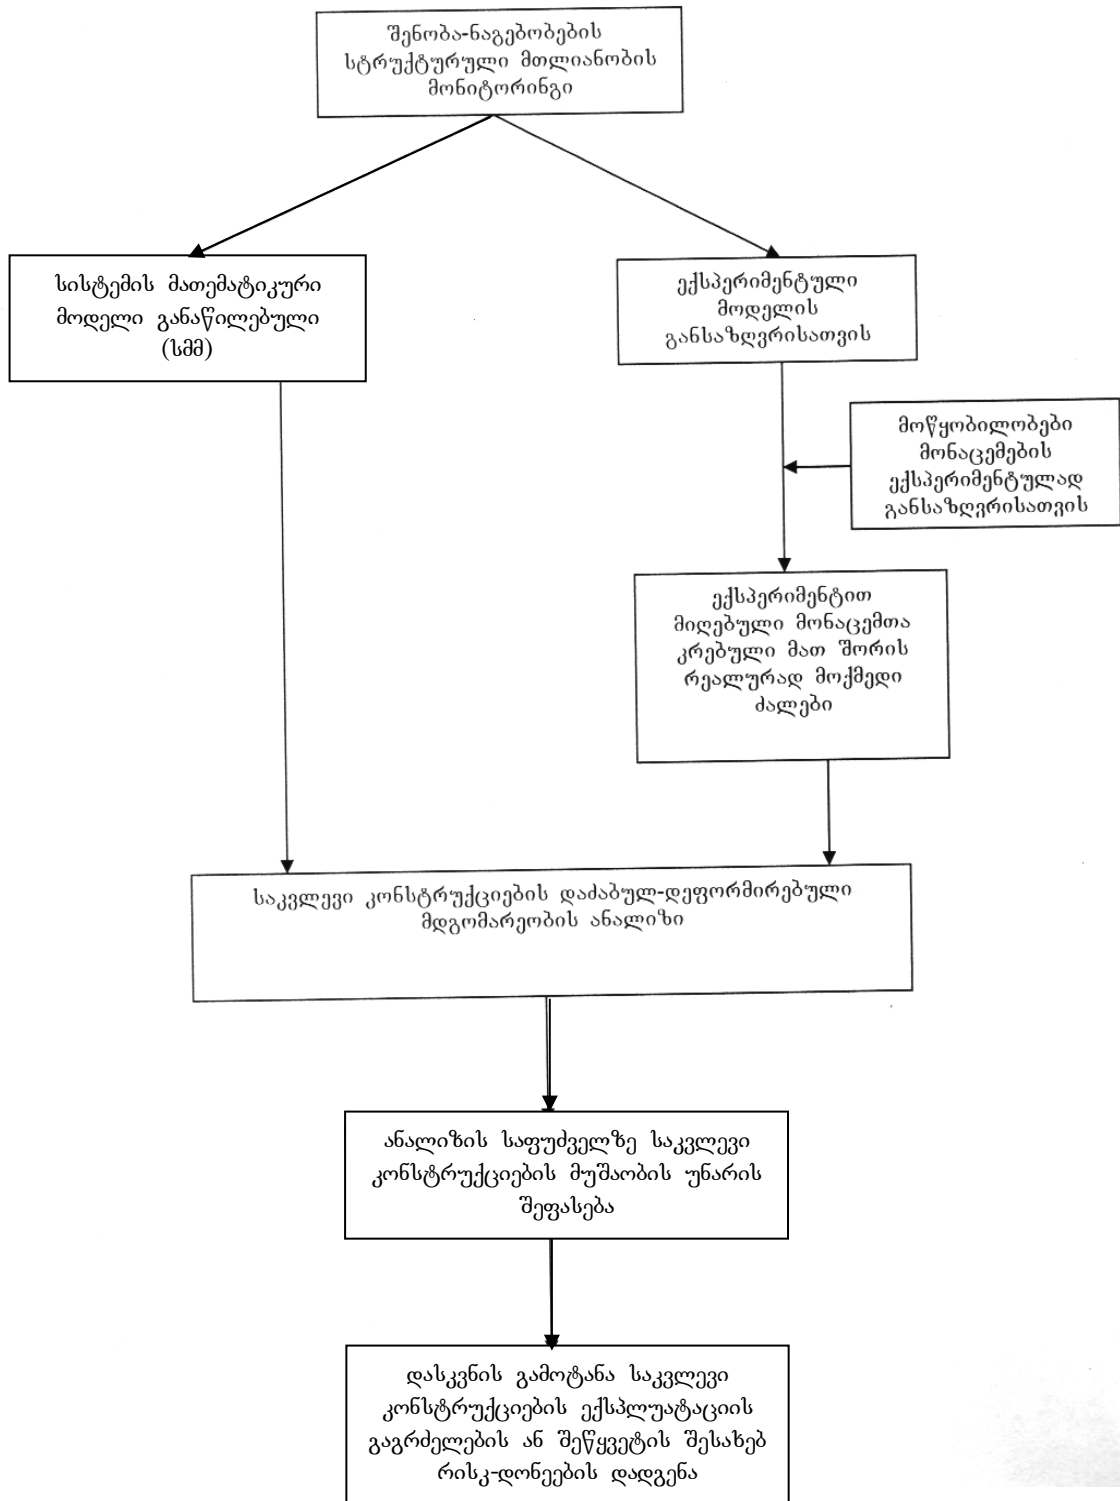 შენობა-ნაგებობების
სტრუქტურული მთლიანობის
მონიტორინგი
სისტემის მათემატიკური
მოდელი განაწილებული
(სმმ)
ექსპერიმენტული
მოდელის
განსაზღვრისათვის
მოწყობილობები
მონაცემების
ექსპერიმენტულად
განსაზღვრისათვის
ექსპერიმენტით
მიღებული მონაცემთა
კრებული მათ შორის
რეალურად მოქმედი
ძალები
საკვლევი კონსტრუქციების დაძაბულ-დეფორმირებული
მდგომარეობის ანალიზი
ანალიზის საფუძველზე საკვლევი
კონსტრუქციების მუშაობის უნარის
შეფასება
დასკვნის გამოტანა საკვლევი
კონსტრუქციების ექსპლუატაციის
გაგრძელების ან შეწყვეტის შესახებ
რისკ-დონეების დადგენა